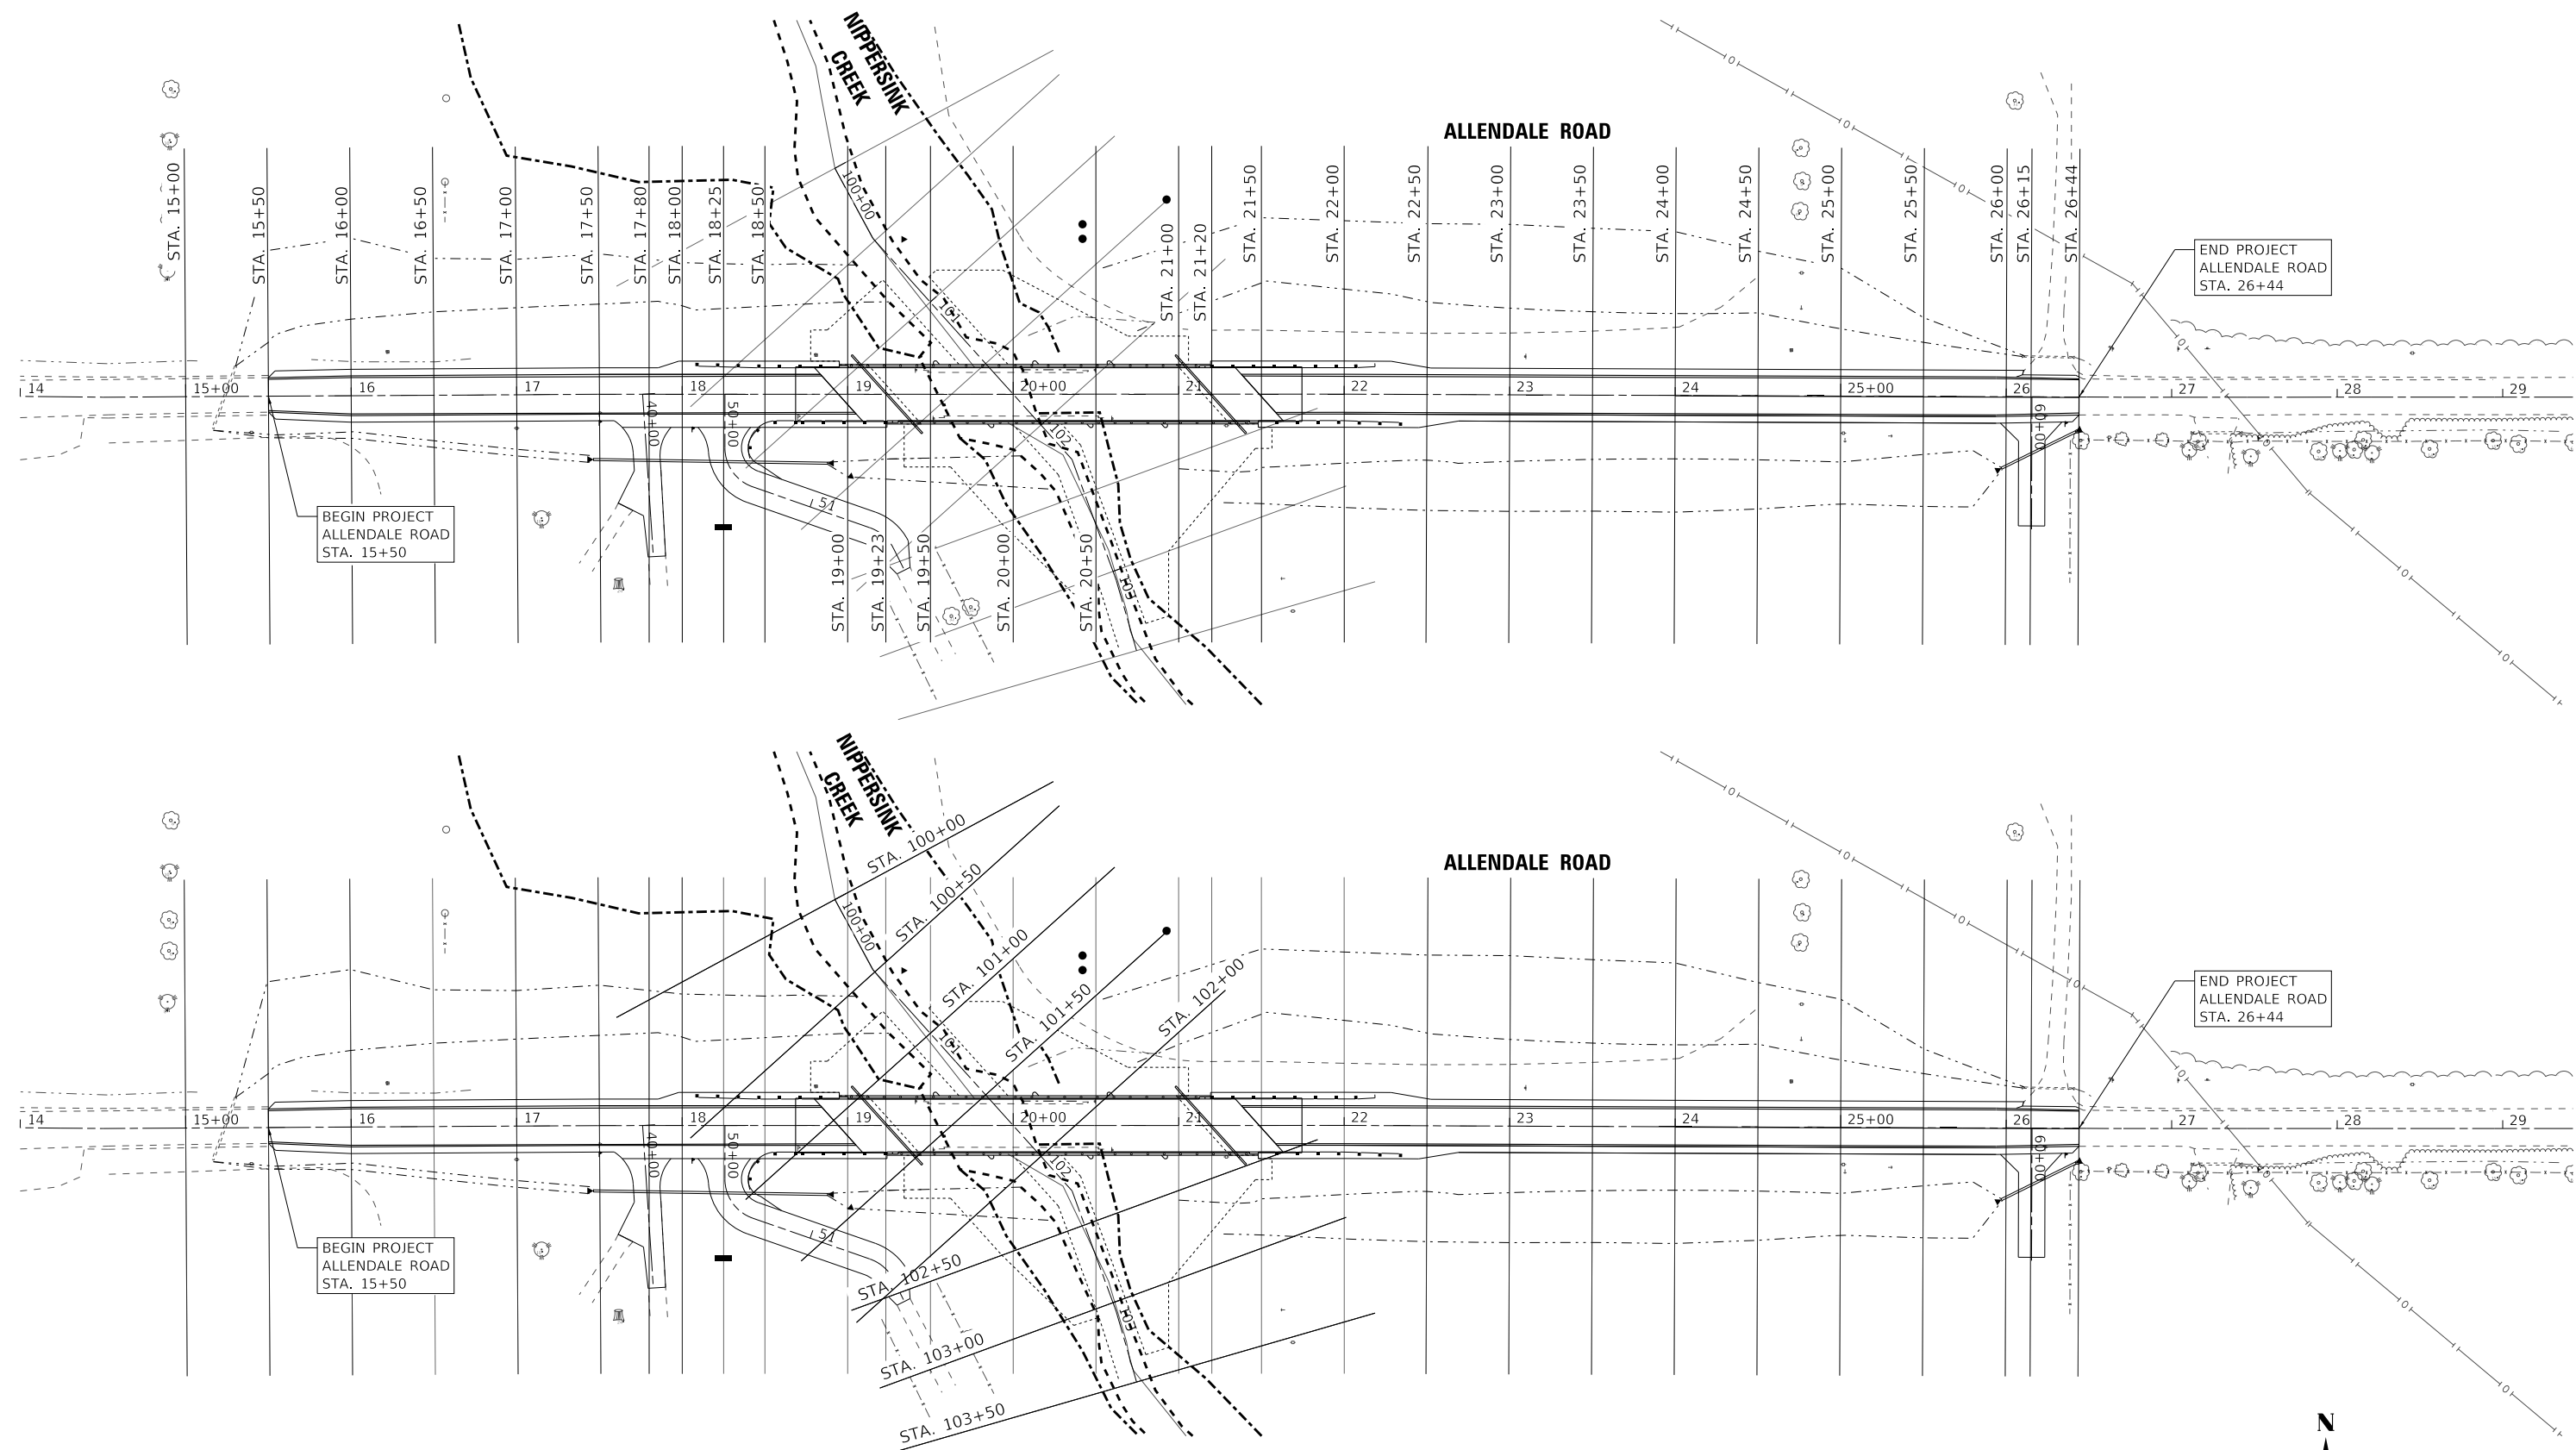 NIPPERSINK
CREEK
ALLENDALE ROAD
STA. 15+00
STA. 15+50
STA. 16+00
STA. 16+50
STA. 17+00
STA. 17+50
STA. 17+80
STA. 18+00
STA. 18+25
STA. 18+50
100+00
STA. 21+00
STA. 21+20
STA. 21+50
STA. 22+00
STA. 22+50
STA. 23+00
STA. 23+50
STA. 24+00
STA. 24+50
STA. 25+00
STA. 25+50
STA. 26+00
STA. 26+15
STA. 26+44
END PROJECT
ALLENDALE ROAD
STA. 26+44
101
14 15+00 16 17 18 19 20+00 21 22 23 24 25+00 26 27 28 29
40+00
50+00
102
60+00
51
BEGIN PROJECT
ALLENDALE ROAD
STA. 15+50
STA. 19+00
STA. 19+23
STA. 19+50
STA. 20+00
STA. 20+50
103
NIPPERSINK
CREEK
ALLENDALE ROAD
STA. 100+00
STA. 100+50
100+00
STA. 101+00
STA. 101+50
STA. 102+00
END PROJECT
ALLENDALE ROAD
STA. 26+44
101
14 15+00 16 17 18 19 20+00 21 22 23 24 25+00 26 27 28 29
40+00
50+00
102
60+00
51
BEGIN PROJECT
ALLENDALE ROAD
STA. 15+50
STA. 102+50
103
STA. 103+00
STA. 103+50
N